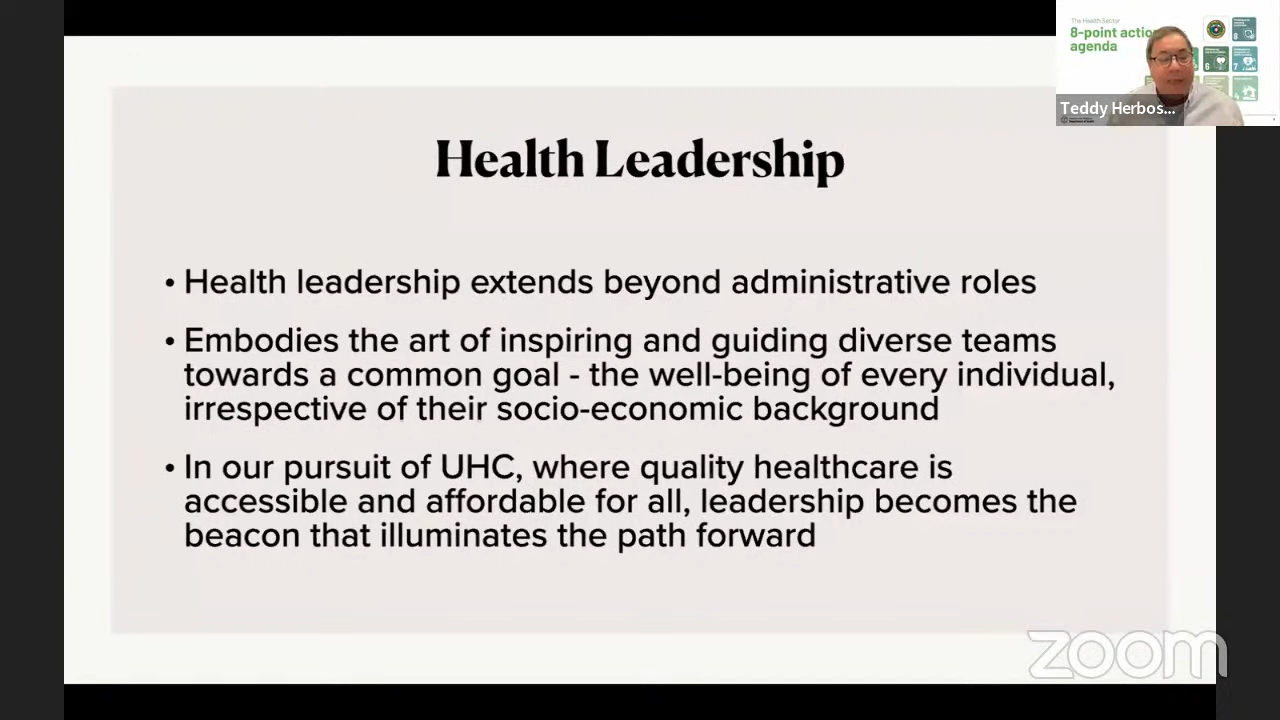 The Health Sector
8-point action
agenda
8
6
7
Teddy Herbos...
Health Leadership
• Health leadership extends beyond administrative roles
• Embodies the art of inspiring and guiding diverse teams
towards a common goal - the well-being of every individual,
irrespective of their socio-economic background
• In our pursuit of UHC, where quality healthcare is
accessible and affordable for all, leadership becomes the
beacon that illuminates the path forward
zoom